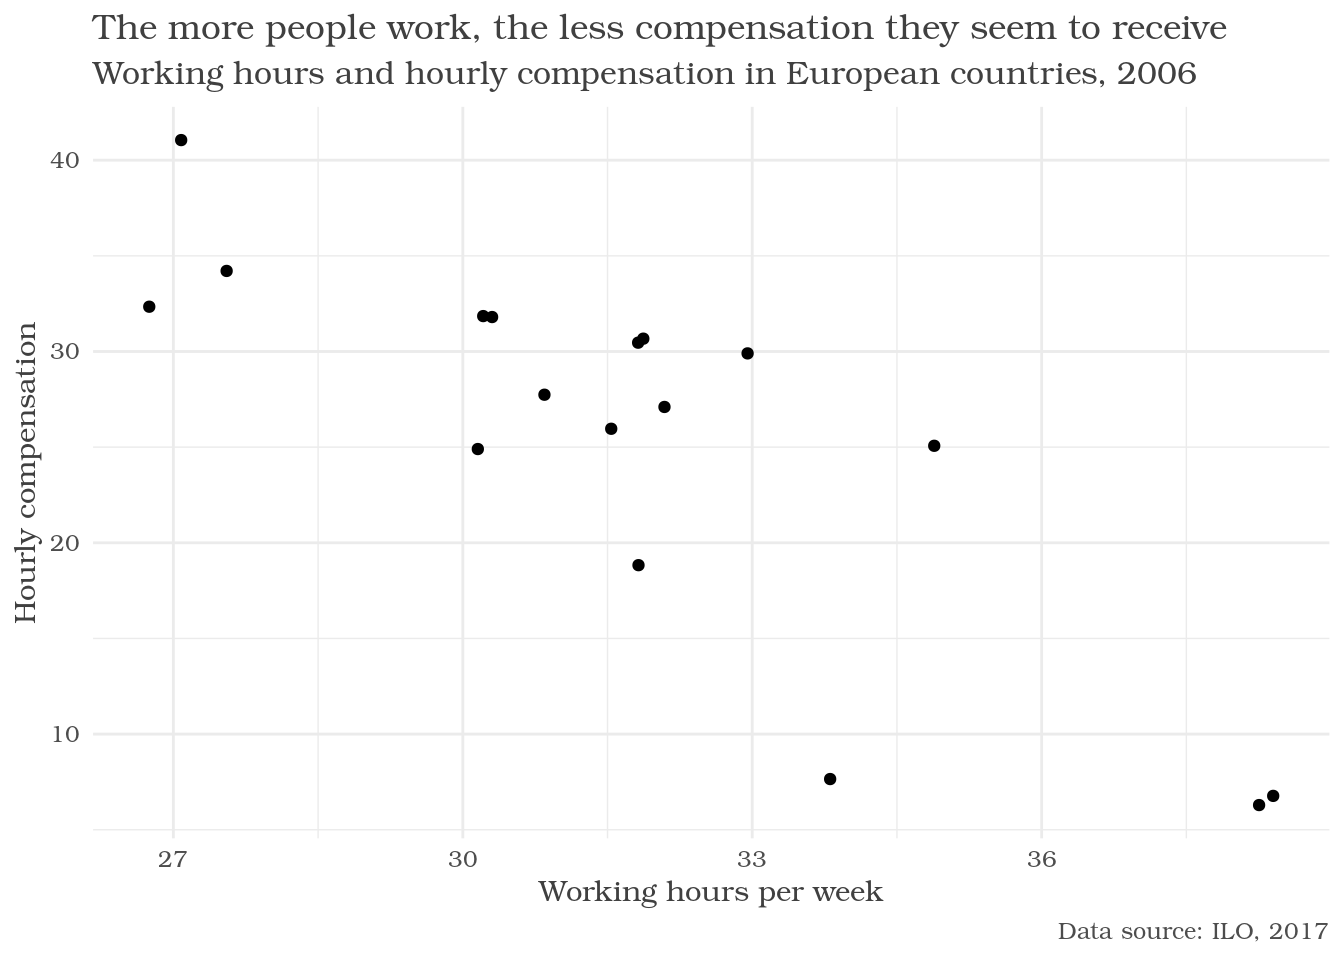 The more people work, the less compensation they seem to receive
Working hours and hourly compensation in European countries, 2006
Hourly compensation
40
30
20
10
27 30 33 36
Working hours per week
Data source: ILO, 2017